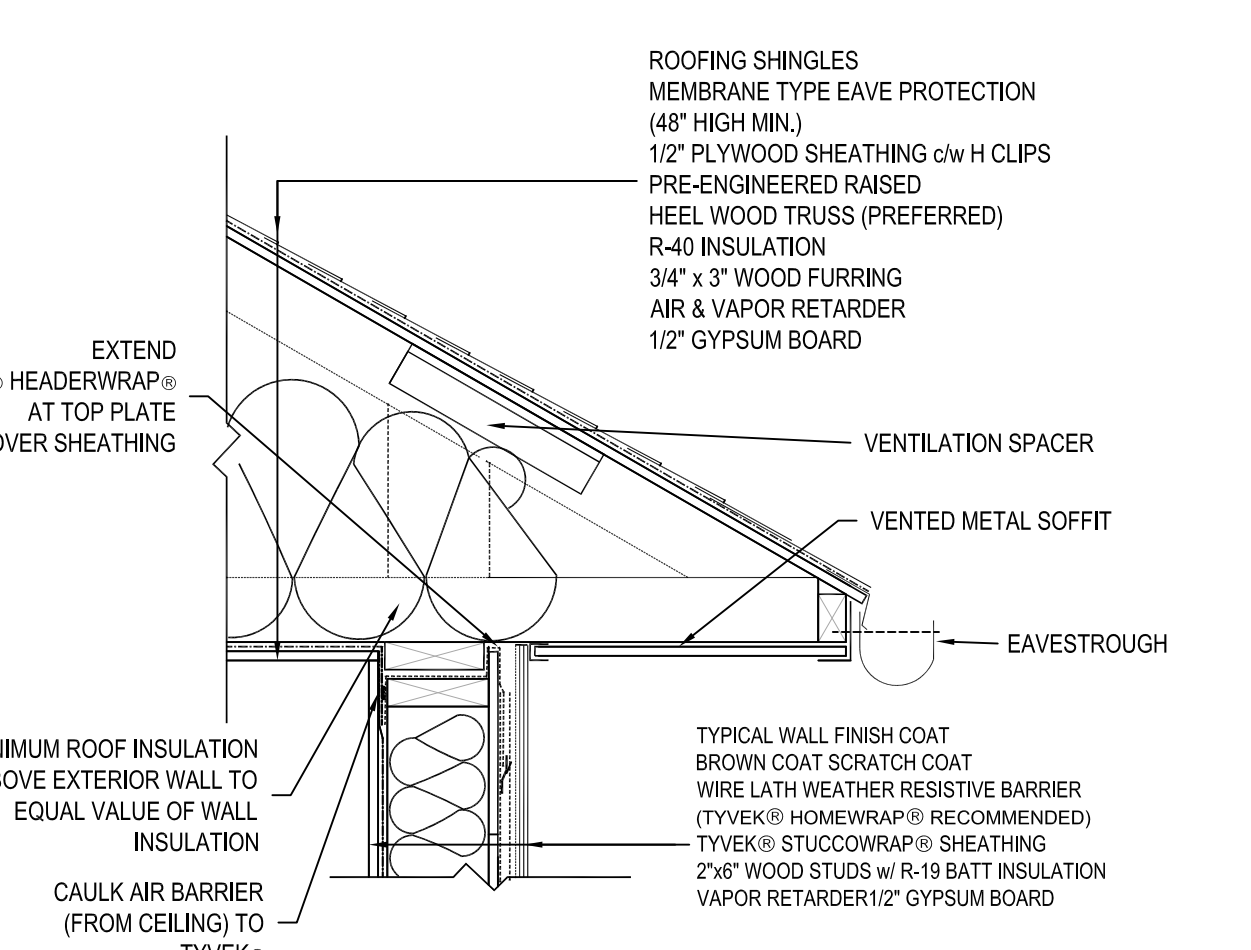 ROOFING SHINGLES
MEMBRANE TYPE EAVE PROTECTION
(48" HIGH MIN.)
1/2" PLYWOOD SHEATHING c/w H CLIPS
PRE-ENGINEERED RAISED
HEEL WOOD TRUSS (PREFERRED)
R-40 INSULATION
3/4" x 3" WOOD FURRING
AIR & VAPOR RETARDER
1/2" GYPSUM BOARD
EXTEND
® HEADERWRAP®
AT TOP PLATE
OVER SHEATHING
VENTILATION SPACER
VENTED METAL SOFFIT
EAVESTROUGH
ROOF INSULATION
EXTERIOR WALL TO
EQUAL VALUE OF WALL
INSULATION
CAULK AIR BARRIER
(FROM CEILING) TO
TYPICAL WALL FINISH COAT
BROWN COAT SCRATCH COAT
WIRE LATH WEATHER RESISTIVE BARRIER
(TYVEK® HOMEWRAP® RECOMMENDED)
TYVEK® STUCCOWRAP® SHEATHING
2"x6" WOOD STUDS w/ R-19 BATT INSULATION
VAPOR RETARDER1/2" GYPSUM BOARD